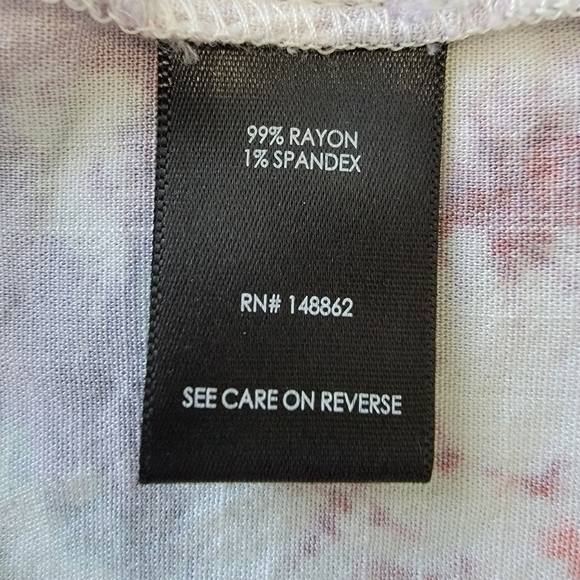 99% RAYON
1% SPANDEX
RN# 148862
SEE CARE ON REVERSE